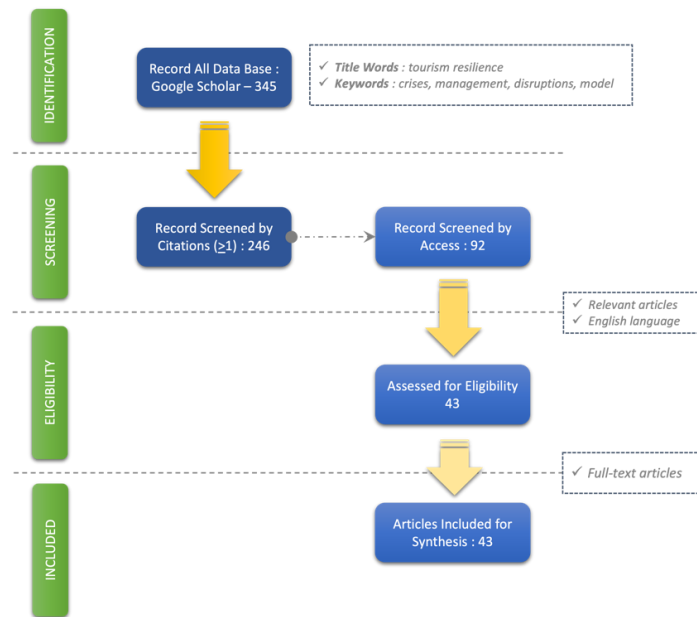 IDENTIFICATION
Record All Data Base :
Google Scholar – 345
✓ Title Words : tourism resilience
✓ Keywords : crises, management, disruptions, model
SCREENING
Record Screened by
Citations (≥1) : 246
Record Screened by
Access : 92
✓ Relevant articles
✓ English language
ELIGIBILITY
Assessed for Eligibility
43
✓ Full-text articles
INCLUDED
Articles Included for
Synthesis : 43